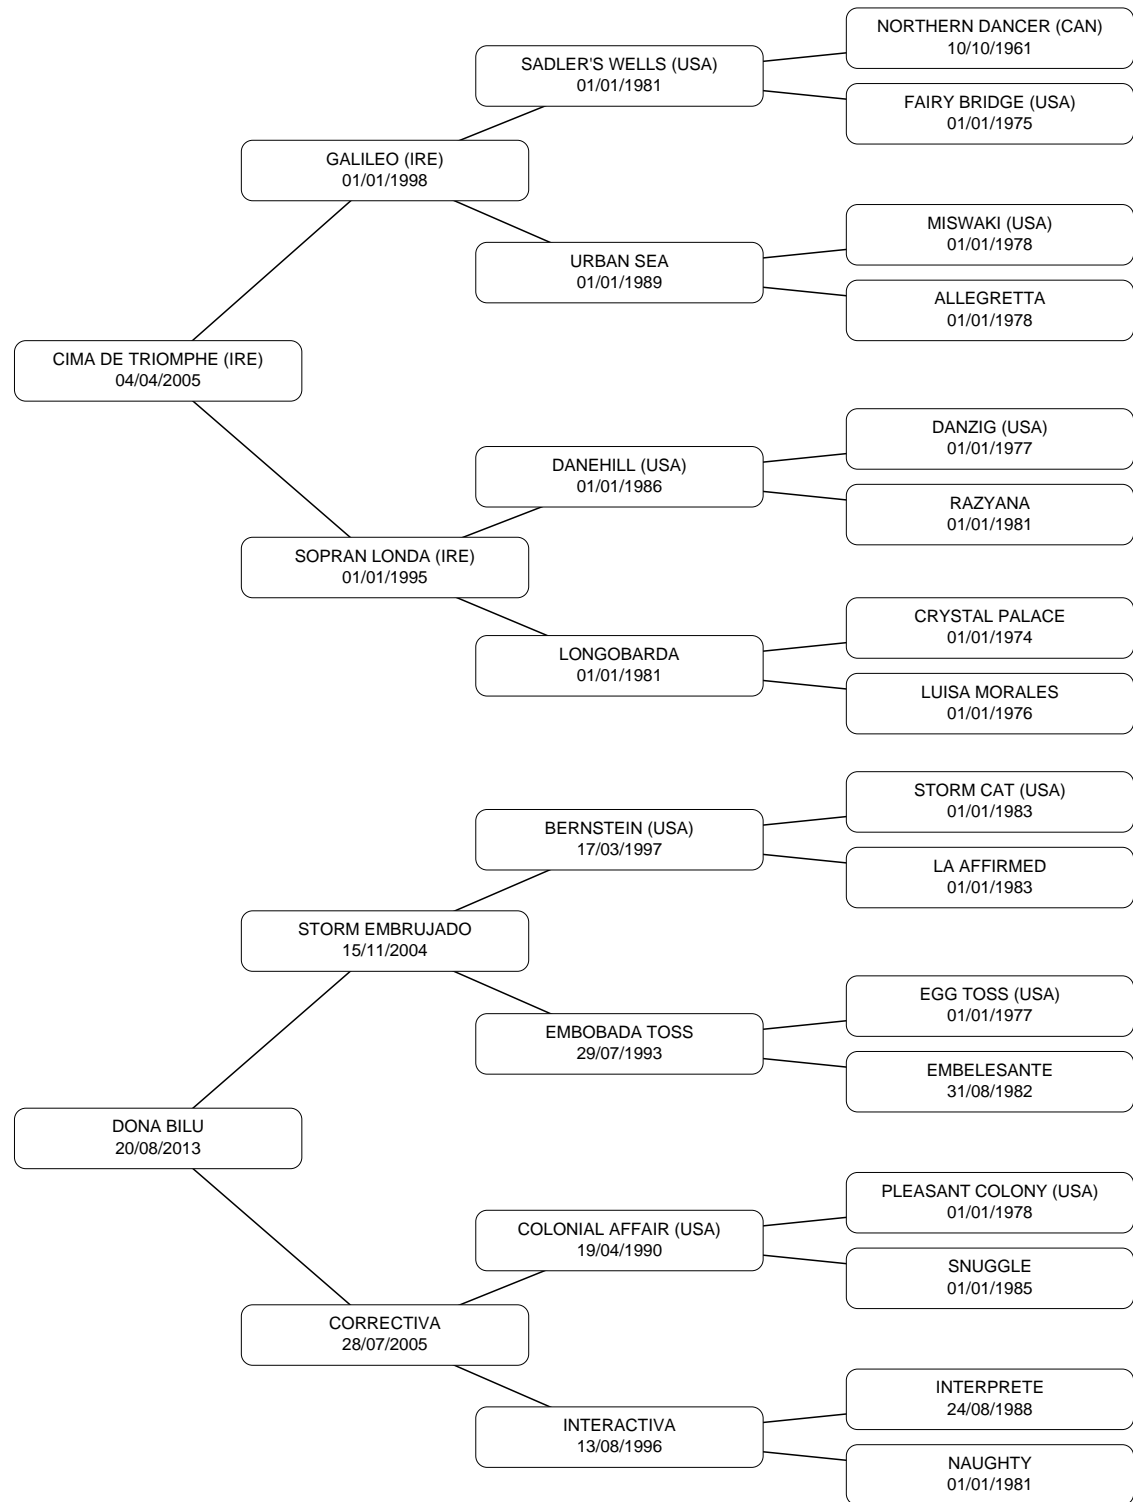 NORTHERN DANCER (CAN)
10/10/1961
SADLER'S WELLS (USA)
01/01/1981
FAIRY BRIDGE (USA)
01/01/1975
GALILEO (IRE)
01/01/1998
MISWAKI (USA)
01/01/1978
URBAN SEA
01/01/1989
ALLEGRETTA
01/01/1978
CIMA DE TRIOMPHE (IRE)
04/04/2005
DANZIG (USA)
01/01/1977
DANEHILL (USA)
01/01/1986
RAZYANA
01/01/1981
SOPRAN LONDA (IRE)
01/01/1995
CRYSTAL PALACE
01/01/1974
LONGOBARDA
01/01/1981
LUISA MORALES
01/01/1976
STORM CAT (USA)
01/01/1983
BERNSTEIN (USA)
17/03/1997
LA AFFIRMED
01/01/1983
STORM EMBRUJADO
15/11/2004
EGG TOSS (USA)
01/01/1977
EMBOBADA TOSS
29/07/1993
EMBELESANTE
31/08/1982
DONA BILU
20/08/2013
PLEASANT COLONY (USA)
01/01/1978
COLONIAL AFFAIR (USA)
19/04/1990
SNUGGLE
01/01/1985
CORRECTIVA
28/07/2005
INTERPRETE
24/08/1988
INTERACTIVA
13/08/1996
NAUGHTY
01/01/1981